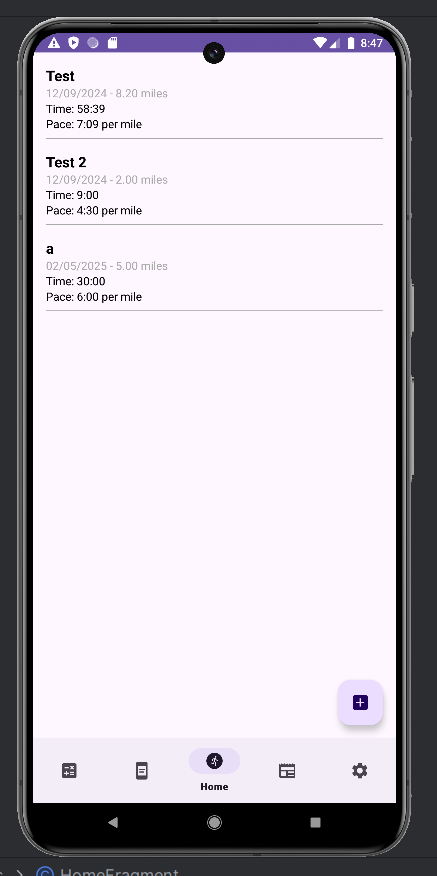 8:47
Test
12/09/2024 - 8.20 miles
Time: 58:39
Pace: 7:09 per mile
Test 2
12/09/2024 - 2.00 miles
Time: 9:00
Pace: 4:30 per mile
a
02/05/2025 - 5.00 miles
Time: 30:00
Pace: 6:00 per mile
Home
HomeFragment